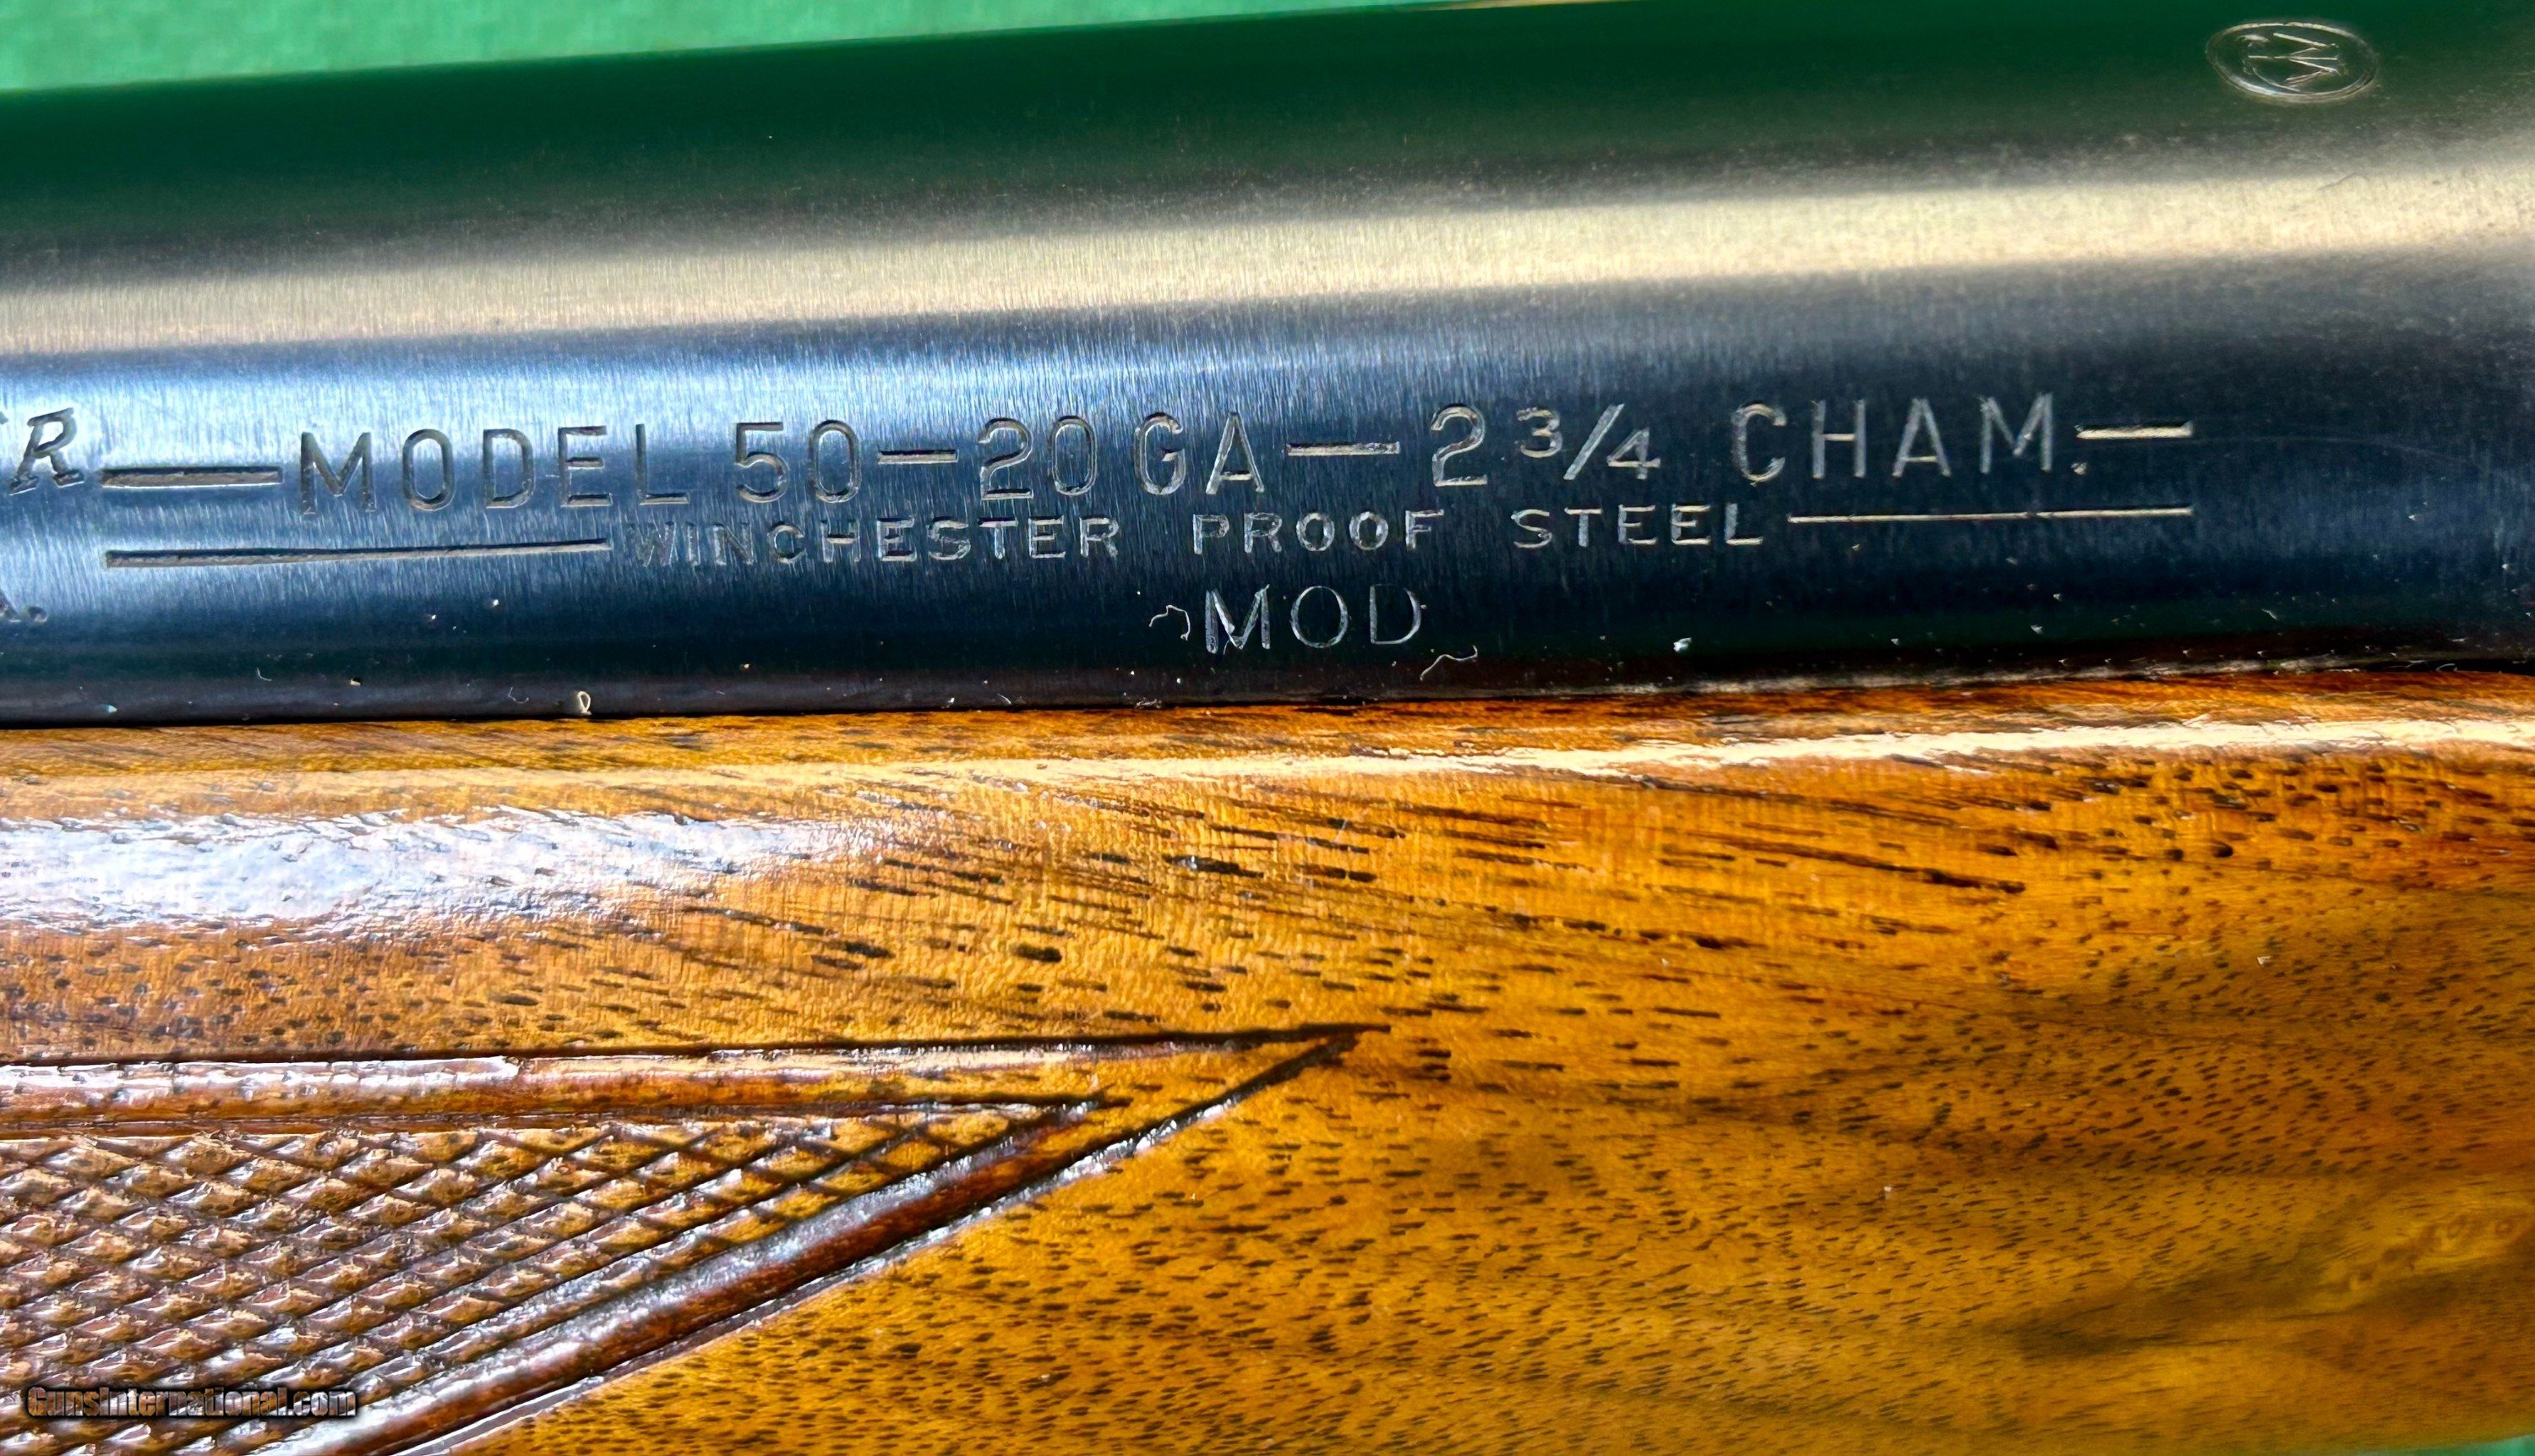 R—MODEL 50—20 GA—2 3/4 CHAM.—
WINCHESTER PROOF STEEL
MOD
GunsInternational.com